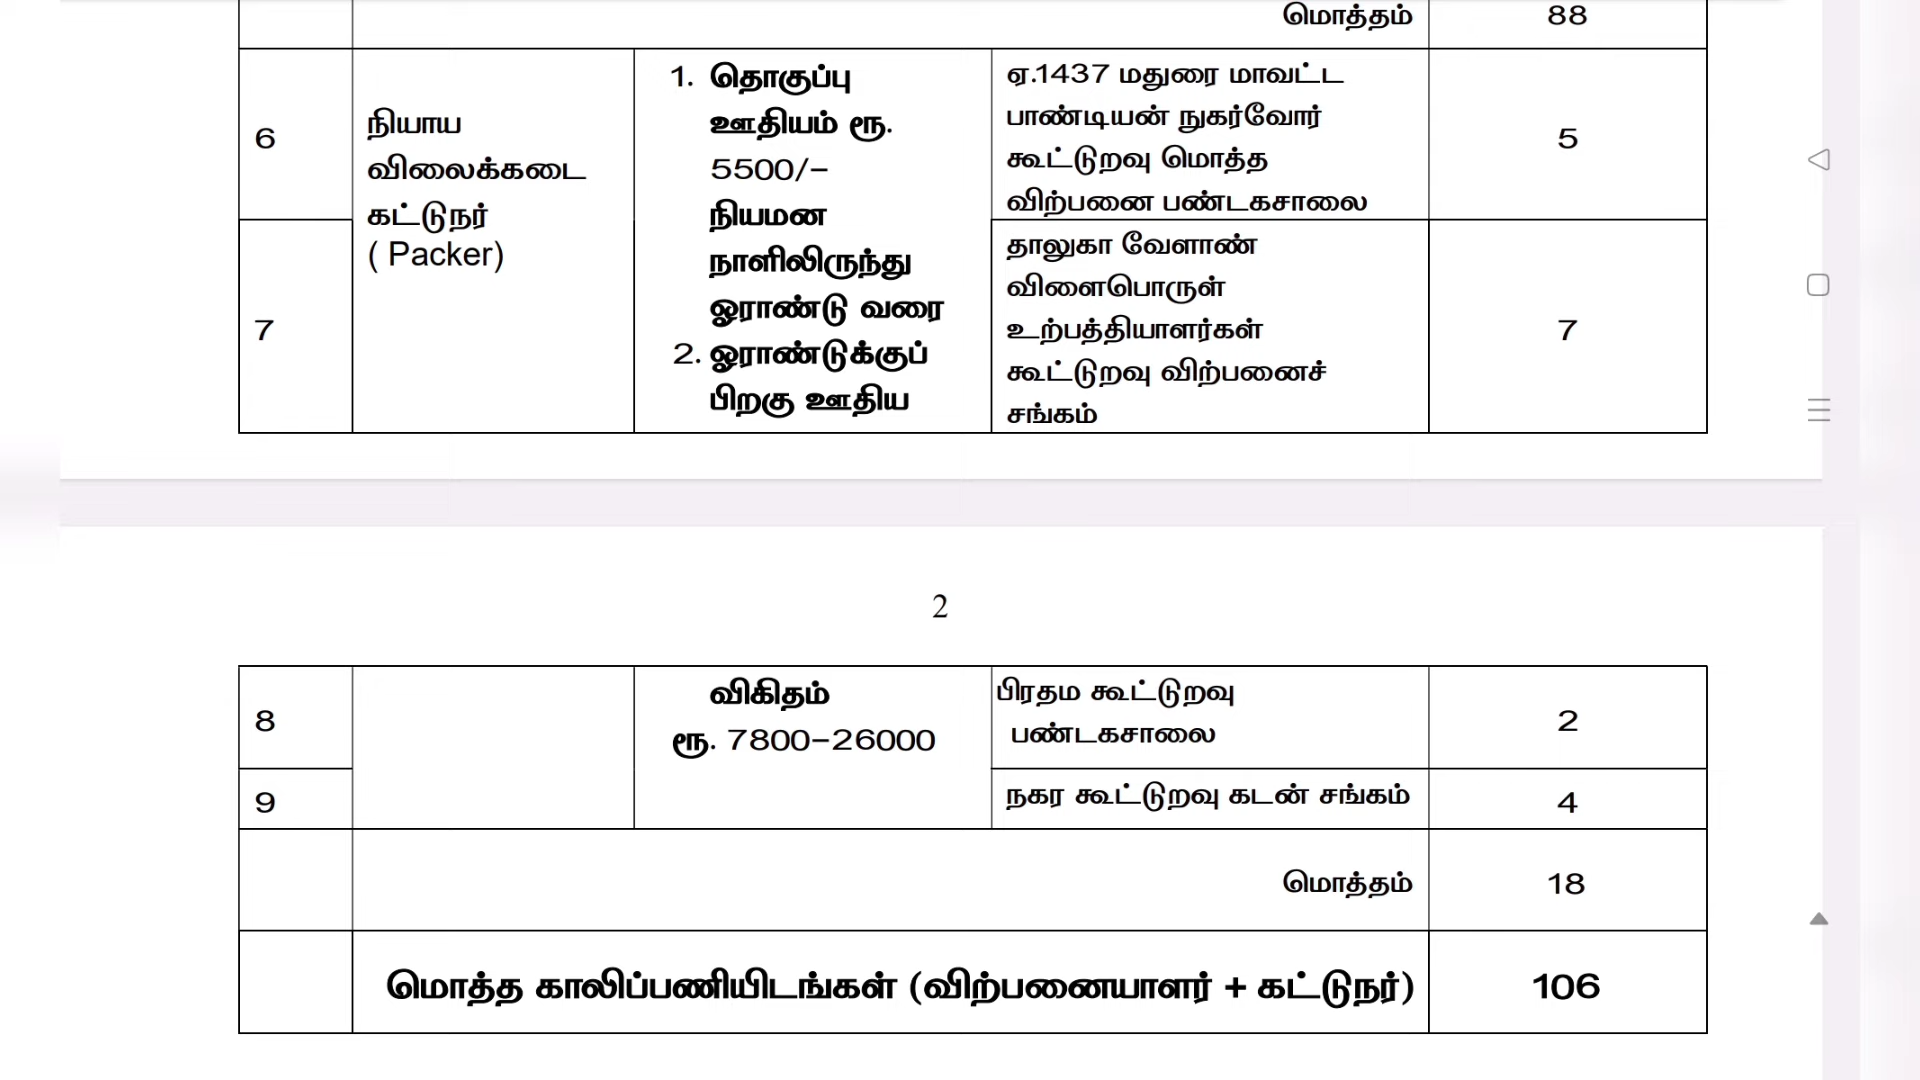 மொத்தம் 88
6
நியாய
விலைக்கடை
கட்டுநர்
( Packer)
1. தொகுப்பு
ஊதியம் ரூ.
5500/-
நியமன
நாளிலிருந்து
ஓராண்டு வரை
2. ஓராண்டுக்குப்
பிறகு ஊதிய
ஏ.1437 மதுரை மாவட்ட
பாண்டியன் நுகர்வோர்
கூட்டுறவு மொத்த
விற்பனை பண்டகசாலை
5
7
தாலுகா வேளாண்
விளைபொருள்
உற்பத்தியாளர்கள்
கூட்டுறவு விற்பனைச்
சங்கம்
7
2
8
விகிதம்
ரூ. 7800-26000
பிரதம கூட்டுறவு
பண்டகசாலை
2
9
நகர கூட்டுறவு கடன் சங்கம்
4
மொத்தம் 18
மொத்த காலிப்பணியிடங்கள் (விற்பனையாளர் + கட்டுநர்) 106